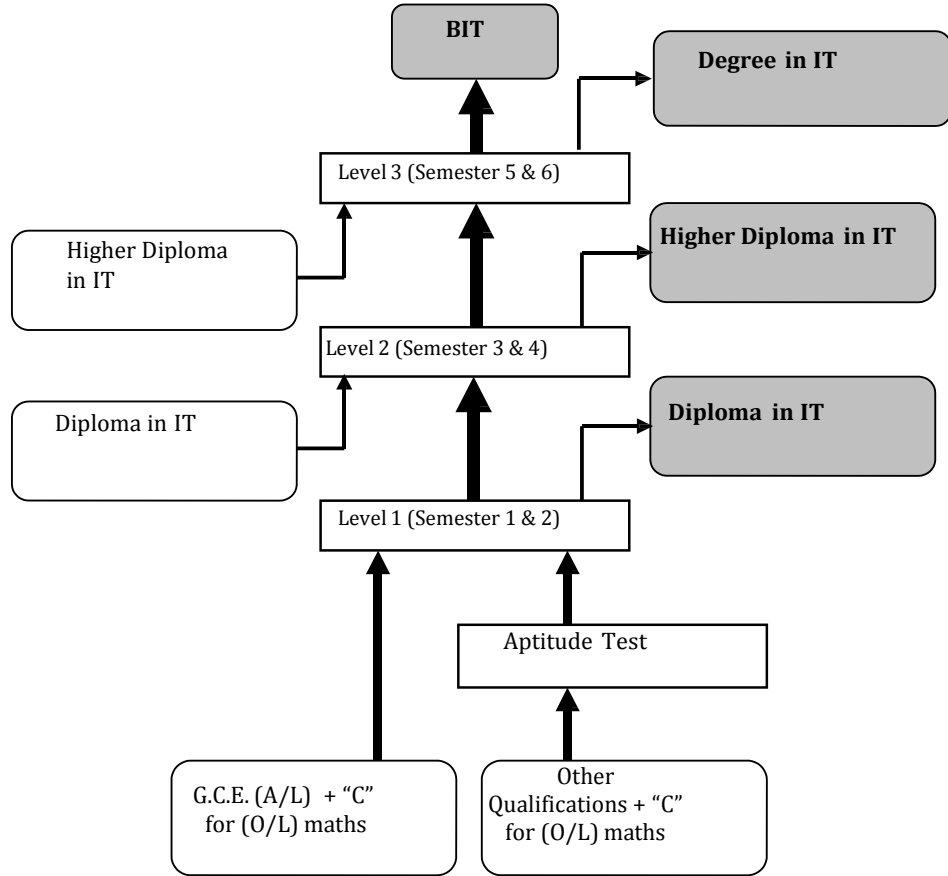 BIT
Degree in IT
Level 3 (Semester 5 & 6)
Higher Diploma
in IT
Higher Diploma in IT
Level 2 (Semester 3 & 4)
Diploma in IT
Diploma in IT
Level 1 (Semester 1 & 2)
Aptitude Test
G.C.E. (A/L) + “C”
for (O/L) maths
Other
Qualifications + “C”
for (O/L) maths